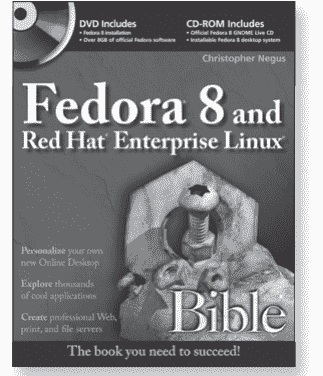 DVD Includes
• Fedora 8 installation
• Over 8GB of official Fedora software
CD-ROM Includes
• Official Fedora 8 GNOME Live CD
• Installable Fedora 8 desktop system
Christopher Negus
Fedora® 8 and
Red Hat® Enterprise Linux®
Personalize your own
new Online Desktop
Explore thousands
of cool applications
Create professional Web,
print, and file servers
Bible
The book you need to succeed!